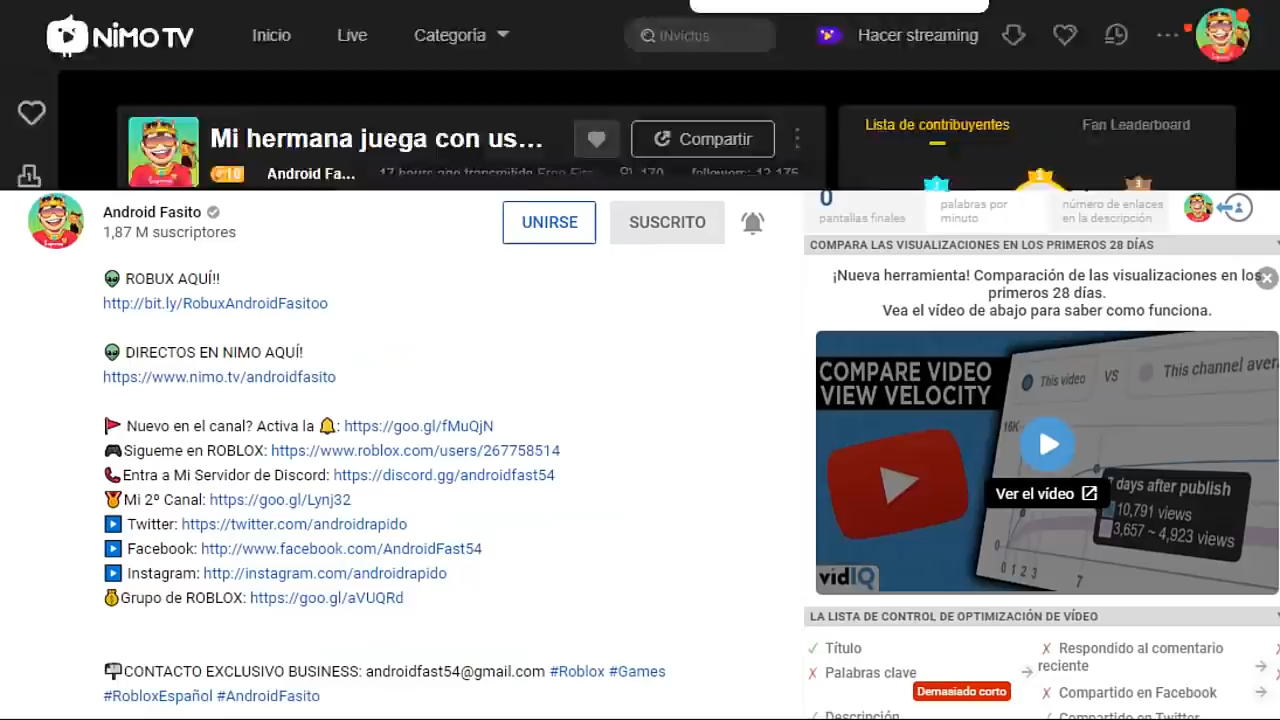 NiMO TV
Inicio
Live
Categoría
iNvictus
Hacer streaming
Mi hermana juega con us...
Compartir
10
Android Fa...
17 hours ago transmitido Free Fire
170
followers: 13,175
Lista de contribuyentes
Fan Leaderboard
1
3
Android Fasito
1,87 M suscriptores
UNIRSE
SUSCRITO
ROBUX AQUÍ!!
http://bit.ly/RobuxAndroidFasitoo
DIRECTOS EN NIMO AQUÍ!
https://www.nimo.tv/androidfasito
Nuevo en el canal? Activa la 🔔: https://goo.gl/fMuQjN
Sigueme en ROBLOX: https://www.roblox.com/users/267758514
Entra a Mi Servidor de Discord: https://discord.gg/androidfast54
Mi 2º Canal: https://goo.gl/Lynj32
Twitter: https://twitter.com/androidrapido
Facebook: http://www.facebook.com/AndroidFast54
Instagram: http://instagram.com/androidrapido
Grupo de ROBLOX: https://goo.gl/aVUQRd
CONTACTO EXCLUSIVO BUSINESS: androidfast54@gmail.com #Roblox #Games
#RobloxEspañol #AndroidFasito
0
pantallas finales
palabras por
minuto
número de enlaces
en la descripción
COMPARA LAS VISUALIZACIONES EN LOS PRIMEROS 28 DÍAS
¡Nueva herramienta! Comparación de las visualizaciones en los
primeros 28 días.
Vea el vídeo de abajo para saber como funciona.
COMPARE VIDEO
VIEW VELOCITY
This video
VS
This channel aver
16K
Ver el vídeo
7 days after publish
10,791 views
3,657 ~ 4,923 views
0
0 1 2 3
7
vidIQ
LA LISTA DE CONTROL DE OPTIMIZACIÓN DE VÍDEO
Título
Palabras clave
Demasiado corto
Descripción
Respondido al comentario
reciente
Compartido en Facebook
Compartido en Twitter